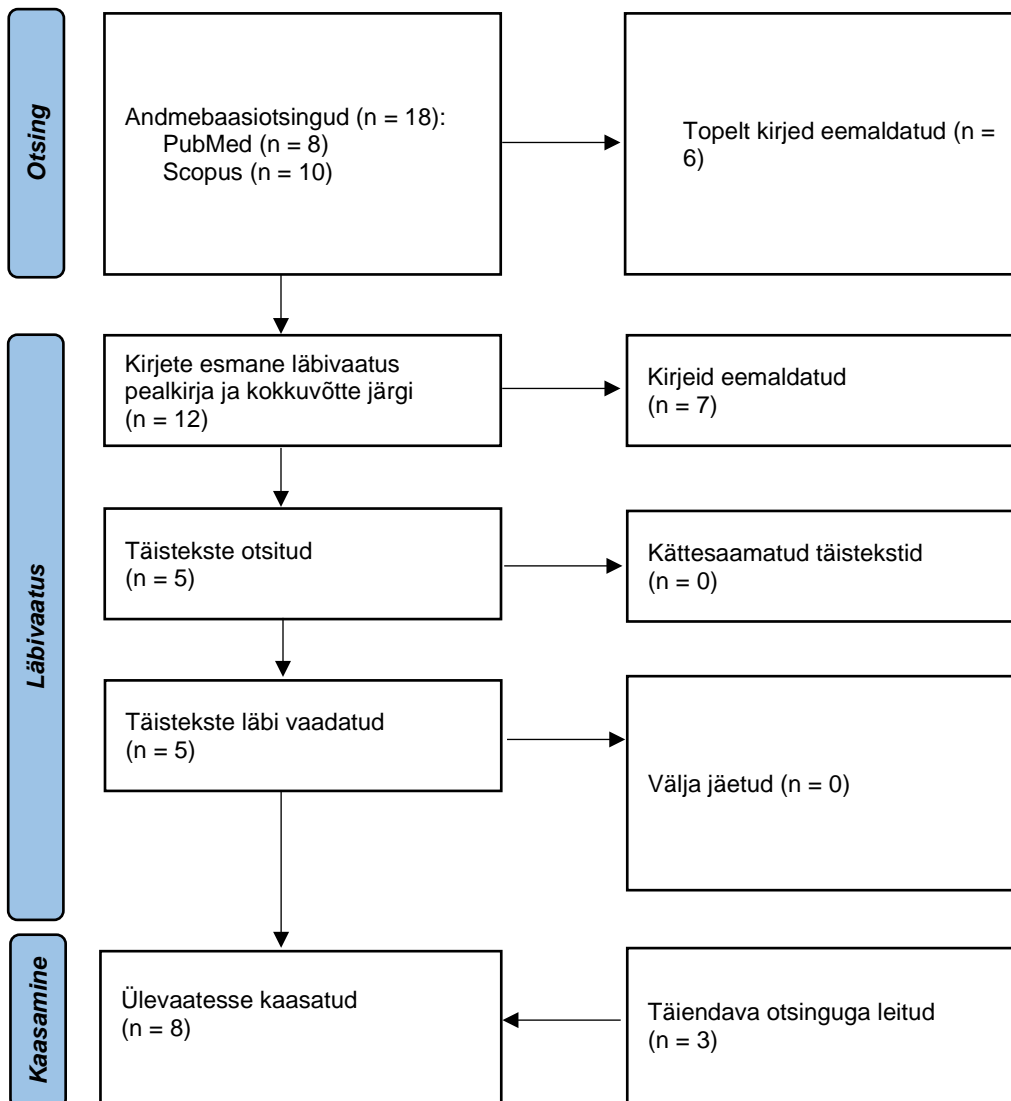 Otsing
Andmebaasiotsingud (n = 18):
PubMed (n = 8)
Scopus (n = 10)
Topelt kirjed eemaldatud (n =
6)
Läbivaatus
Kirjete esmane läbivaatus
pealkirja ja kokkuvõtte järgi
(n = 12)
Kirjeid eemaldatud
(n = 7)
Täistekste otsitud
(n = 5)
Kättesaamatud täistekstid
(n = 0)
Täistekste läbi vaadatud
(n = 5)
Välja jäetud (n = 0)
Kaasamine
Ülevaatesse kaasatud
(n = 8)
Täiendava otsinguga leitud
(n = 3)